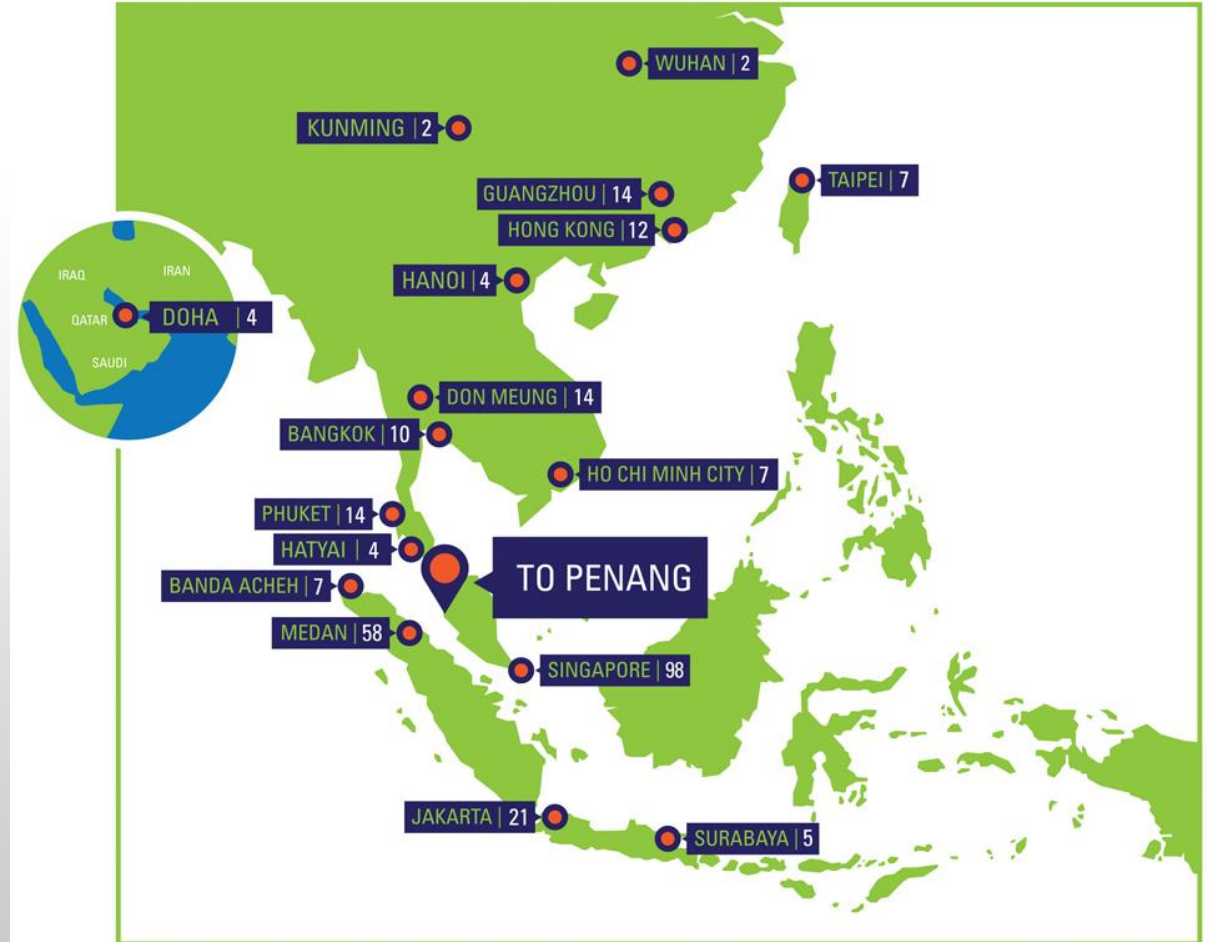 WUHAN | 2
KUNMING | 2
TAIPEI | 7
GUANGZHOU | 14
HONG KONG | 12
HANOI | 4
IRAQ
IRAN
QATAR
DOHA | 4
SAUDI
DON MEUNG | 14
BANGKOK | 10
HO CHI MINH CITY | 7
PHUKET | 14
HATYAI | 4
TO PENANG
BANDA ACHEH | 7
MEDAN | 58
SINGAPORE | 98
JAKARTA | 21
SURABAYA | 5